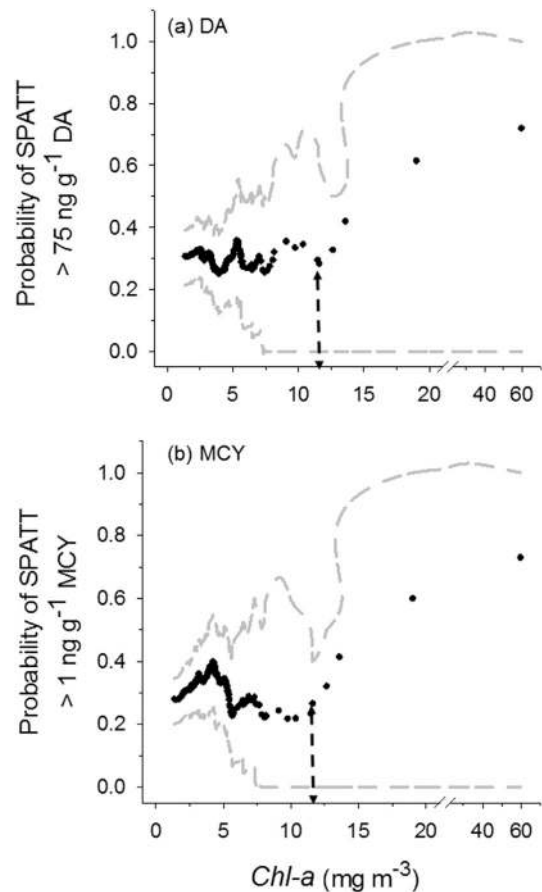 (a) DA
Probability of SPATT
> 75 ng g⁻¹ DA
1.0
0.8
0.6
0.4
0.2
0.0
0 5 10 15 20 40 60
(b) MCY
Probability of SPATT
> 1 ng g⁻¹ MCY
1.0
0.8
0.6
0.4
0.2
0.0
0 5 10 15 20 40 60
Chl-a (mg m⁻³)